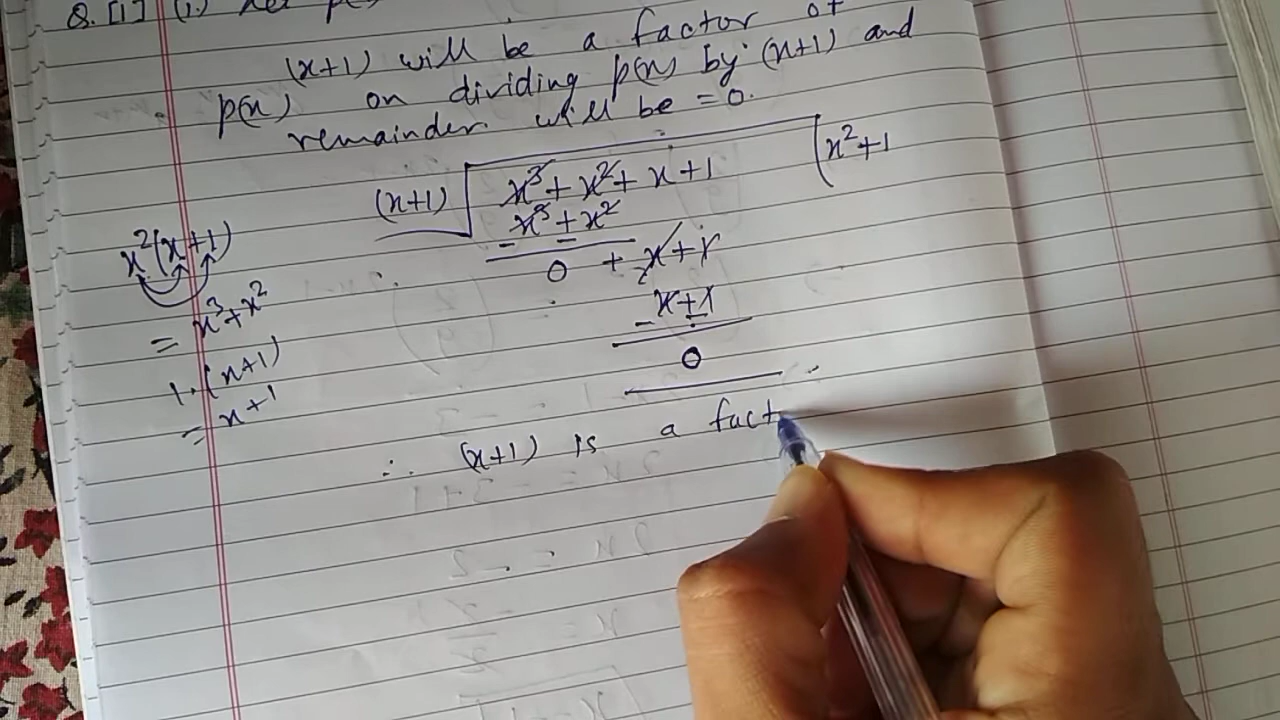 Q. [1] (i) Let
(x+1) will be a factor of
p(x) on dividing p(x) by (x+1) and
remainder will be = 0.
(x+1) x³ + x² + x + 1 (x² + 1
x³ + x²
- -
0 + x + 1
x + 1
- -
0
∴ (x+1) is a fact
x²(x+1)
= x³+x²
1·(x+1)
= x+1